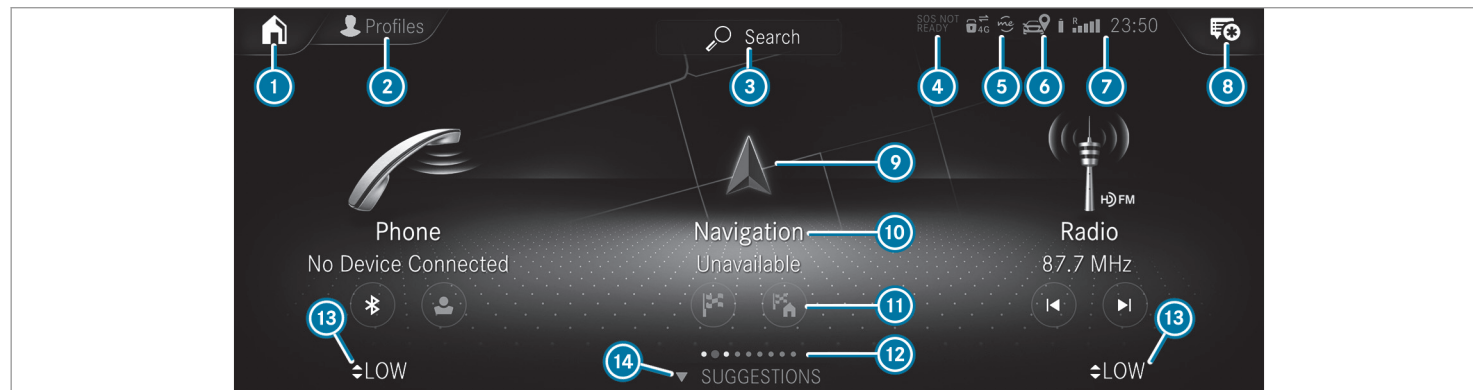 Profiles
Search
SOS NOT
READY
4G
me
R
23:50
1
2
3
4
5
6
7
8
9
HD FM
Phone
Navigation
10
Radio
No Device Connected
Unavailable
87.7 MHz
11
13
13
12
14
LOW
SUGGESTIONS
LOW